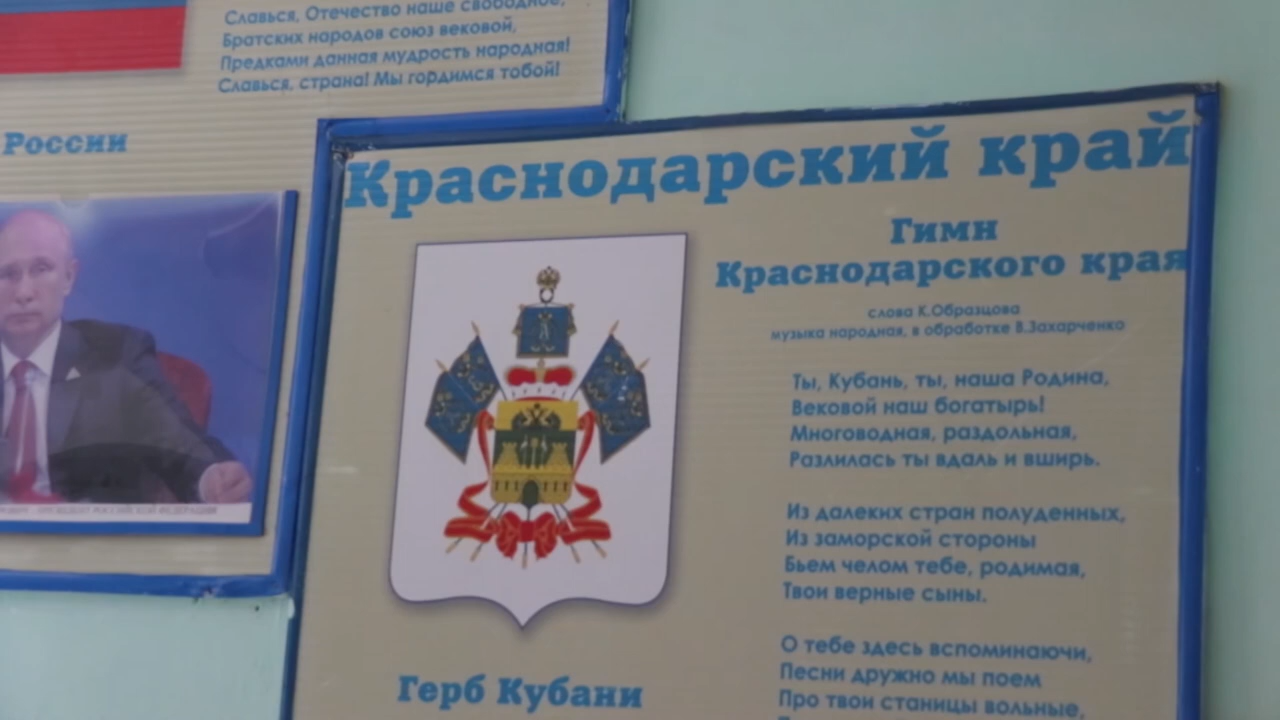 Славься, Отечество наше свободное,
Братских народов союз вековой,
Предками данная мудрость народная!
Славься, страна! Мы гордимся тобой!
России
ПРЕЗИДЕНТ РОССИЙСКОЙ ФЕДЕРАЦИИ
Краснодарский край
Гимн
Краснодарского края
слова К.Образцова
музыка народная, в обработке В.Захарченко
Ты, Кубань, ты, наша Родина,
Вековой наш богатырь!
Многоводная, раздольная,
Разлилась ты вдаль и вширь.
Из далеких стран полуденных,
Из заморской стороны
Бьем челом тебе, родимая,
Твои верные сыны.
О тебе здесь вспоминаючи,
Песни дружно мы поем
Про твои станицы вольные,
Герб Кубани